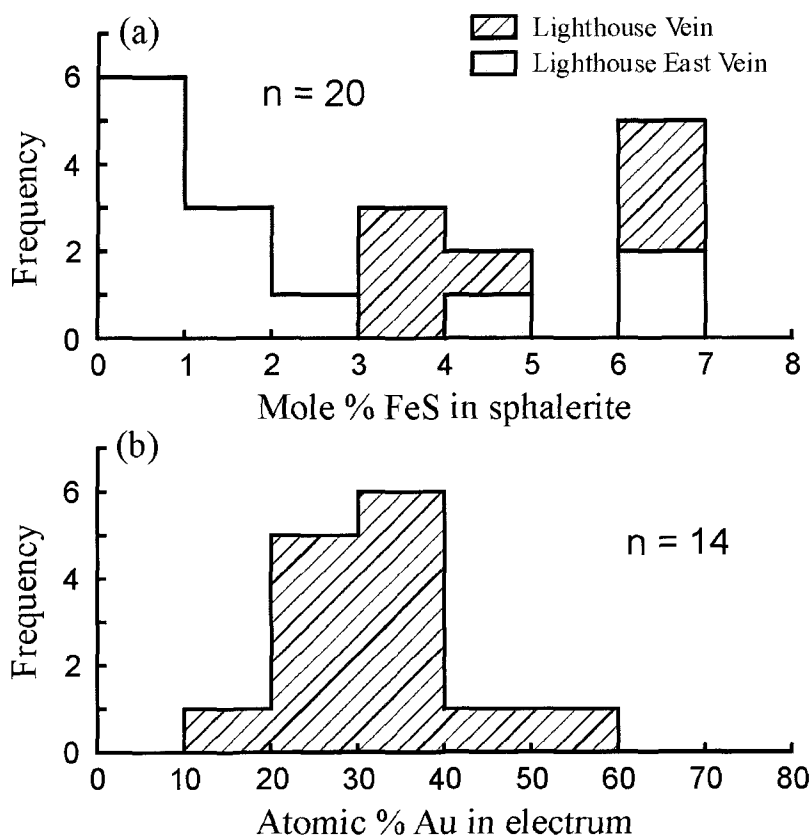 (a)
Lighthouse Vein
Lighthouse East Vein
n = 20
Frequency
6
4
2
0
0 1 2 3 4 5 6 7 8
Mole % FeS in sphalerite
(b)
n = 14
Frequency
6
4
2
0
0 10 20 30 40 50 60 70 80
Atomic % Au in electrum